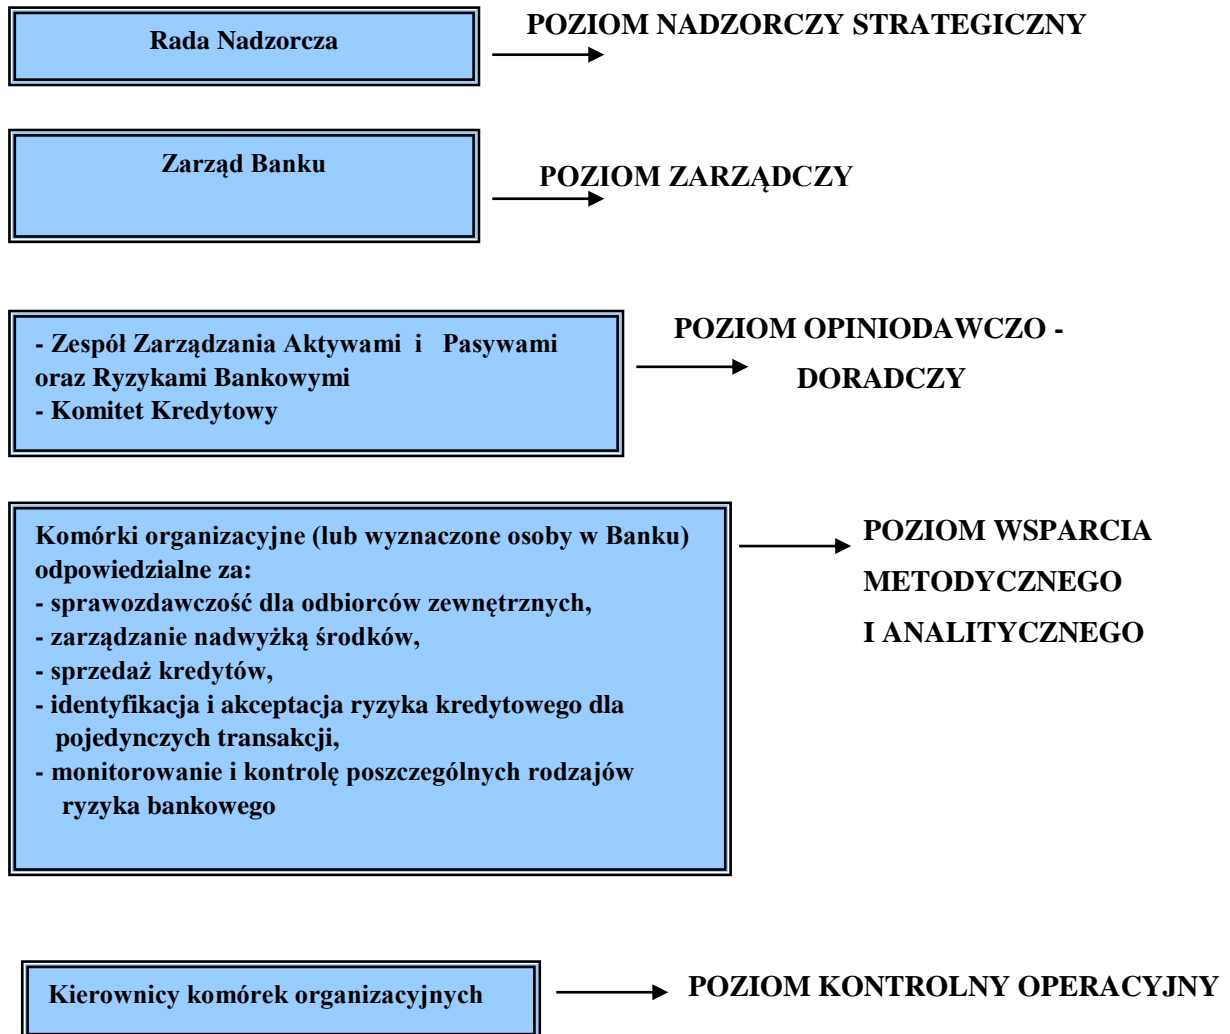 Rada Nadzorcza
POZIOM NADZORCZY STRATEGICZNY
Zarząd Banku
POZIOM ZARZĄDCZY
- Zespół Zarządzania Aktywami i Pasywami
oraz Ryzykami Bankowymi
- Komitet Kredytowy
POZIOM OPINIODAWCZO -
DORADCZY
Komórki organizacyjne (lub wyznaczone osoby w Banku)
odpowiedzialne za:
- sprawozdawczość dla odbiorców zewnętrznych,
- zarządzanie nadwyżką środków,
- sprzedaż kredytów,
- identyfikacja i akceptacja ryzyka kredytowego dla
pojedynczych transakcji,
- monitorowanie i kontrolę poszczególnych rodzajów
ryzyka bankowego
POZIOM WSPARCIA
METODYCZNEGO
I ANALITYCZNEGO
Kierownicy komórek organizacyjnych
POZIOM KONTROLNY OPERACYJNY